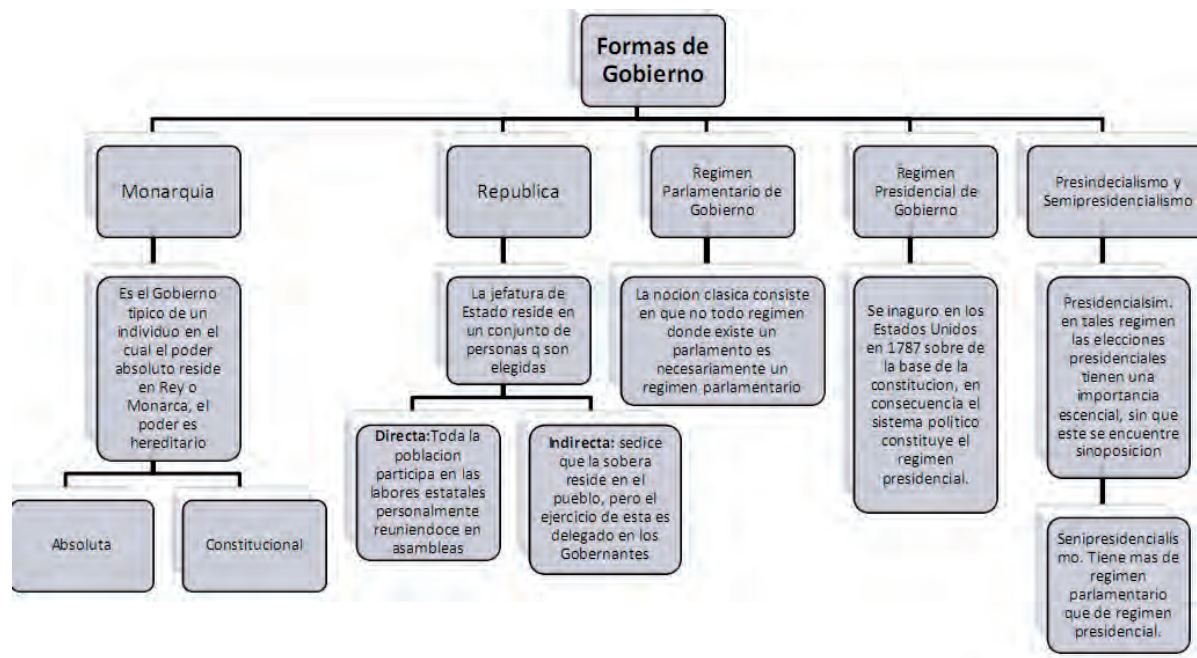 Formas de
Gobierno
Monarquia
Republica
Regimen
Parlamentario de
Gobierno
Regimen
Presidencial de
Gobierno
Presindecialismo y
Semipresidencialismo
Es el Gobierno
tipico de un
individuo en el
cual el poder
absoluto reside
en Rey o
Monarca, el
poder es
hereditario
Absoluta
Constitucional
La jefatura de
Estado reside en
un conjunto de
personas q son
elegidas
Directa:Toda la
poblacion
participa en las
labores estatales
personalmente
reuniendoce en
asambleas
Indirecta: sedice
que la sobera
reside en el
pueblo, pero el
ejercicio de esta es
delegado en los
Gobernantes
La nocion clasica consiste
en que no todo regimen
donde existe un
parlamento es
necesariamente un
regimen parlamentario
Se inaguro en los
Estados Unidos
en 1787 sobre de
la base de la
constitucion, en
consecuencia el
sistema político
constituye el
regimen
presidencial.
Presidencialsim.
en tales regimen
las elecciones
presidenciales
tienen una
importancia
escencial, sin que
este se encuentre
sinoposicion
Senipresidencialis
mo. Tiene mas de
regimen
parlamentario
que de regimen
presidencial.